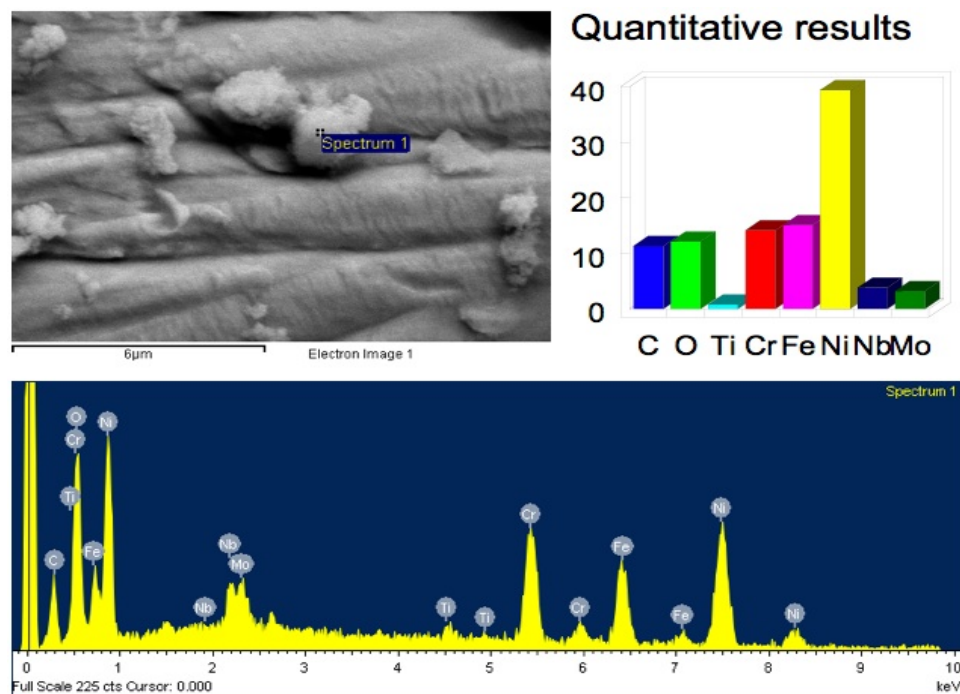 Quantitative results
Spectrum 1
40
30
20
10
0
C O Ti Cr Fe Ni Nb Mo
6µm Electron Image 1
Spectrum 1
O Ni
Cr
Ti
C Fe
Nb
Mo
Nb
Ti Ti
Cr Cr
Fe Fe
Ni Ni
0 1 2 3 4 5 6 7 8 9 10
Full Scale 225 cts Cursor: 0.000 keV